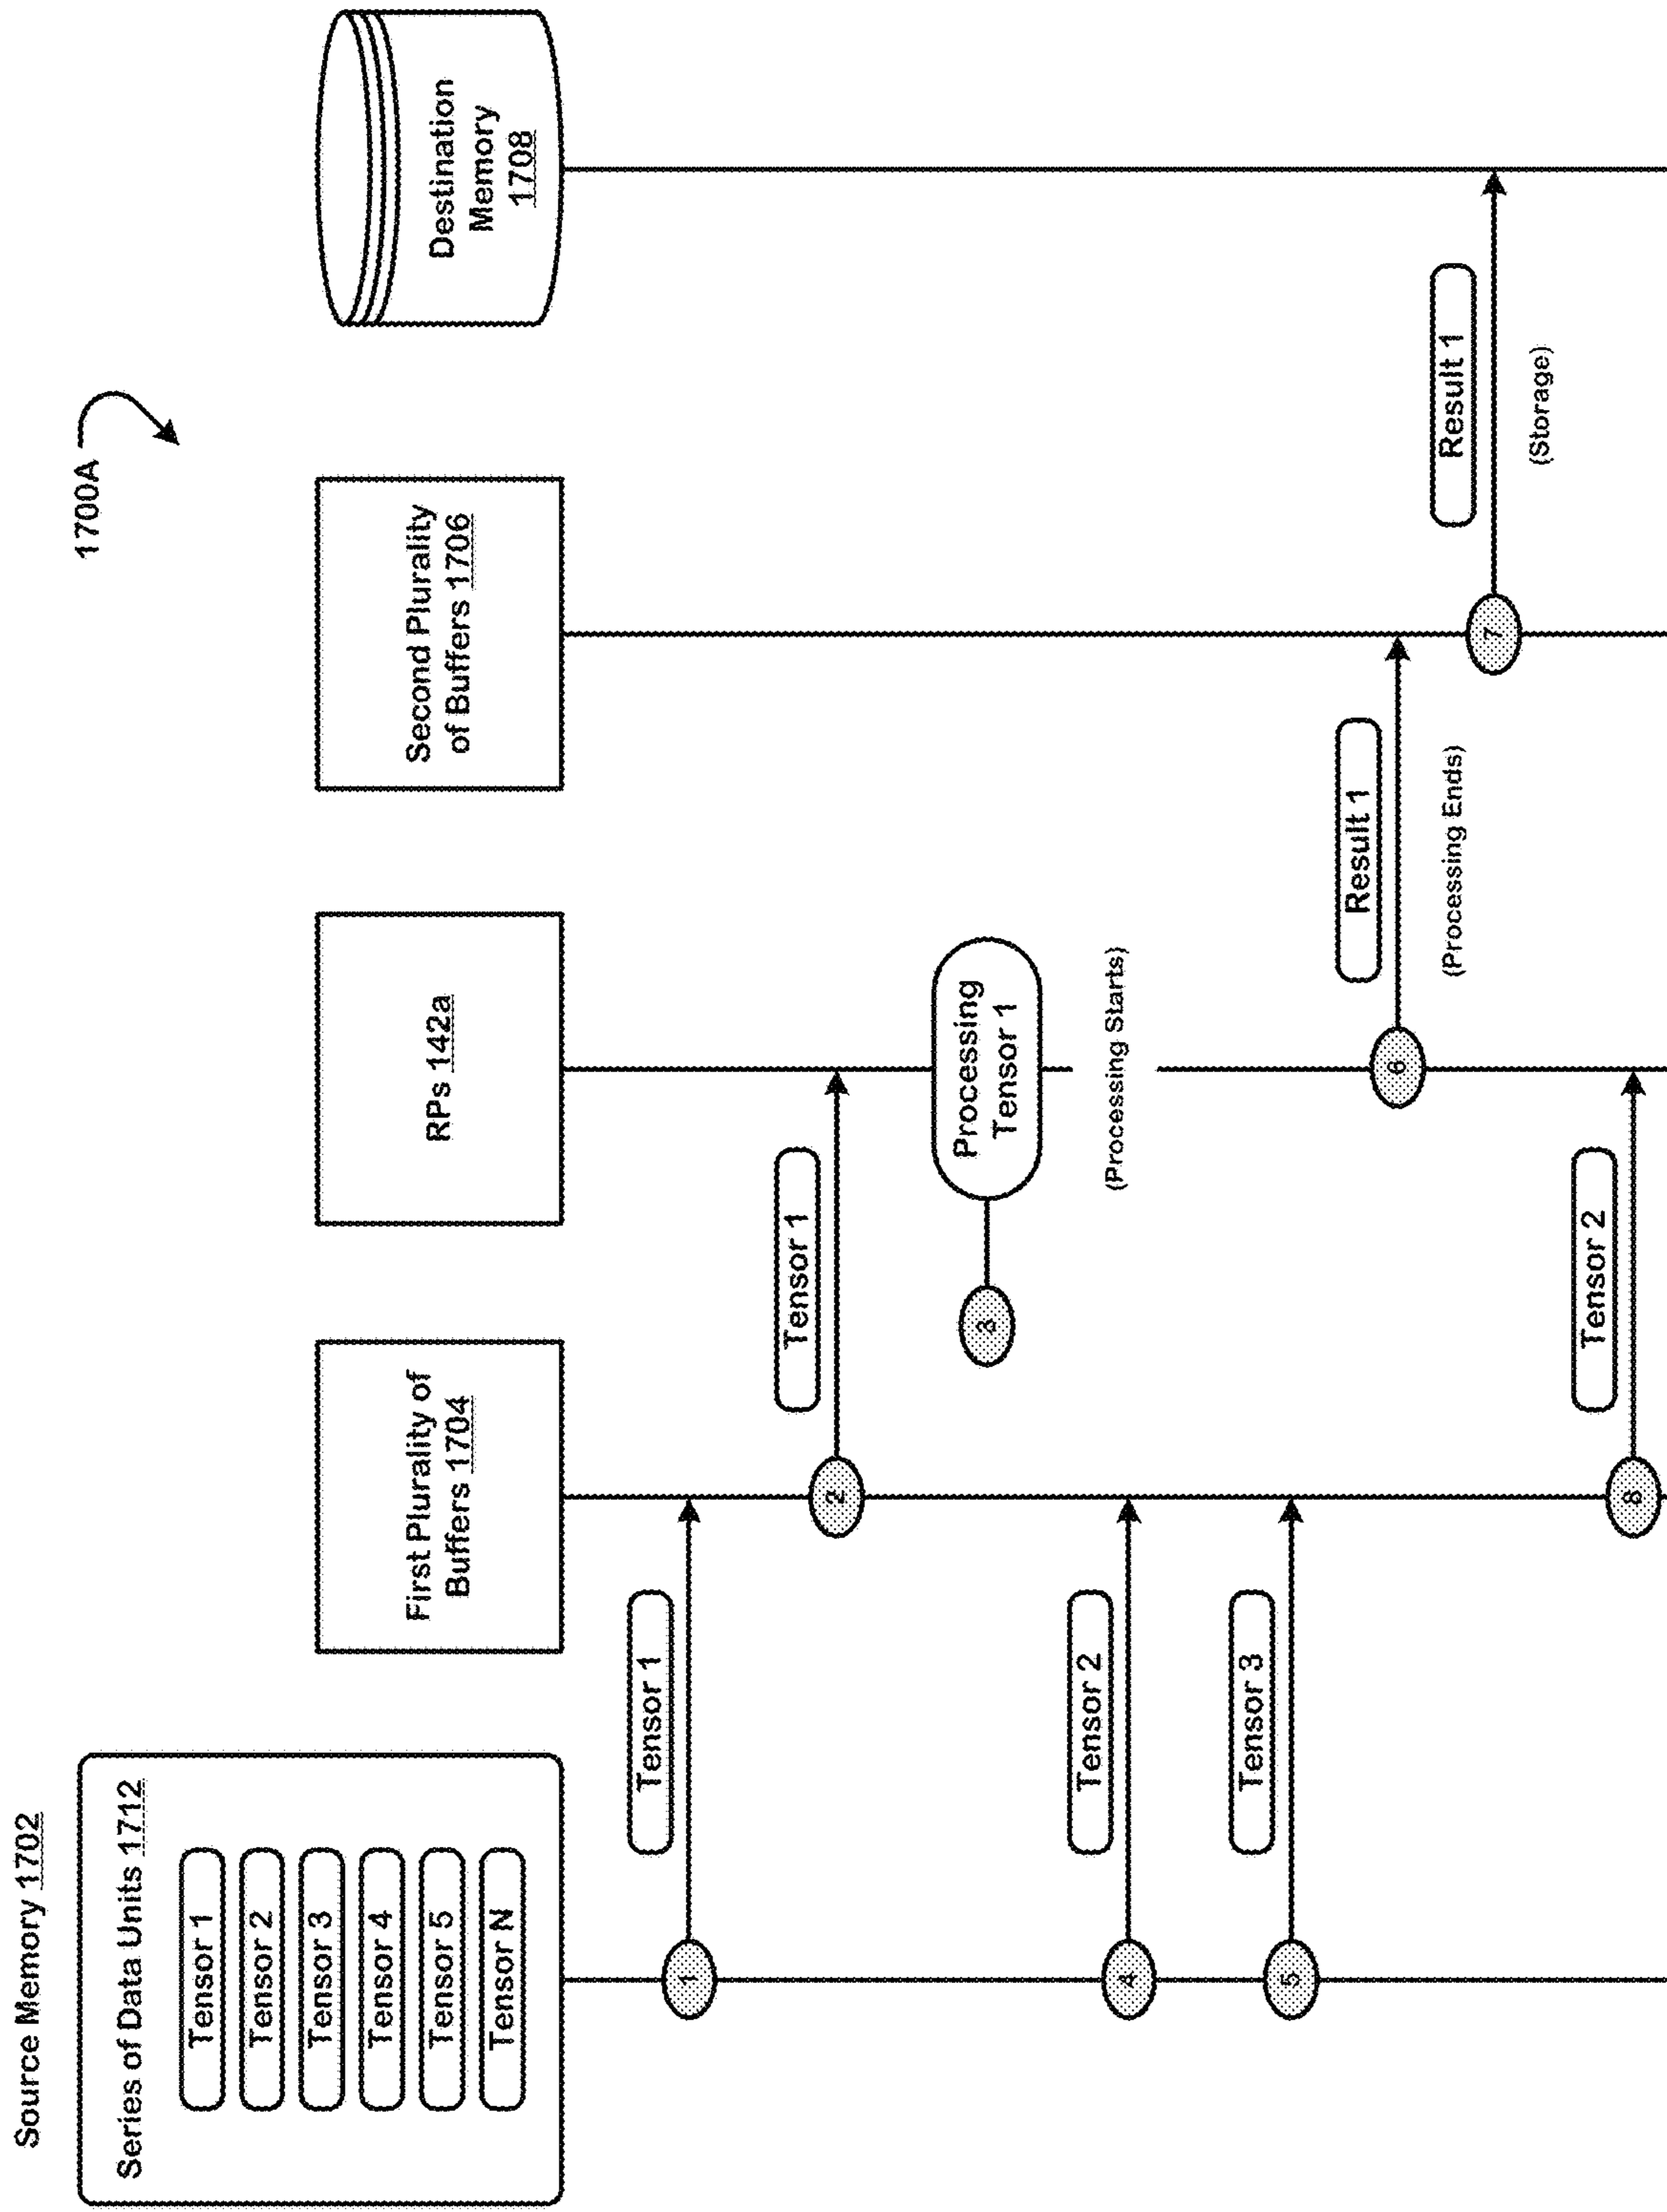 Source Memory 1702
1700A
Series of Data Units 1712
Tensor 1
Tensor 2
Tensor 3
Tensor 4
Tensor 5
Tensor N
First Plurality of
Buffers 1704
RPs 142a
Second Plurality
of Buffers 1706
Destination
Memory
1708
1
Tensor 1
2
Tensor 1
3
Processing
Tensor 1
(Processing Starts)
4
Tensor 2
5
Tensor 3
6
Result 1
(Processing Ends)
7
Result 1
(Storage)
8
Tensor 2